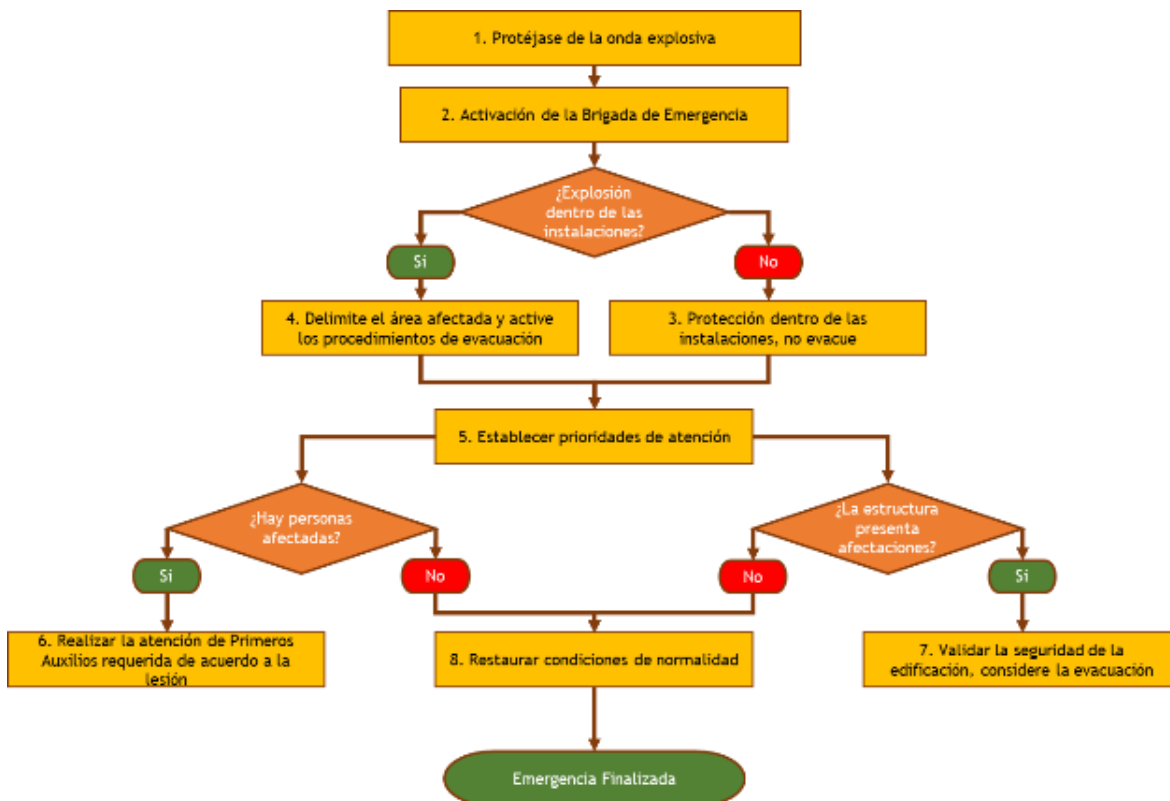 1. Protéjase de la onda explosiva
2. Activación de la Brigada de Emergencia
¿Explosión
dentro de las
instalaciones?
Si
No
4. Delimite el área afectada y active
los procedimientos de evacuación
3. Protección dentro de las
instalaciones, no evacue
5. Establecer prioridades de atención
¿Hay personas
afectadas?
¿La estructura
presenta
afectaciones?
Si
No
No
Si
6. Realizar la atención de Primeros
Auxilios requerida de acuerdo a la
lesión
8. Restaurar condiciones de normalidad
7. Validar la seguridad de la
edificación, considere la evacuación
Emergencia Finalizada